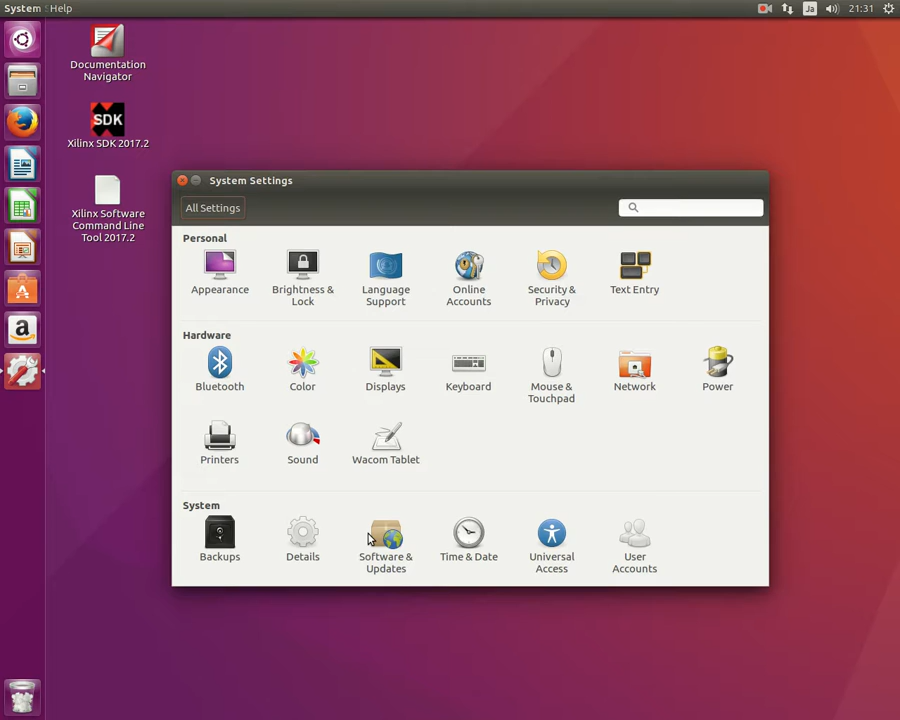 System Help
Ja
21:31
Documentation
Navigator
SDK
Xilinx SDK 2017.2
Xilinx Software
Command Line
Tool 2017.2
System Settings
All Settings
Personal
Appearance
Brightness &
Lock
Language
Support
Online
Accounts
Security &
Privacy
Text Entry
Hardware
Bluetooth
Color
Displays
Keyboard
Mouse &
Touchpad
Network
Power
Printers
Sound
Wacom Tablet
System
Backups
Details
Software &
Updates
Time & Date
Universal
Access
User
Accounts